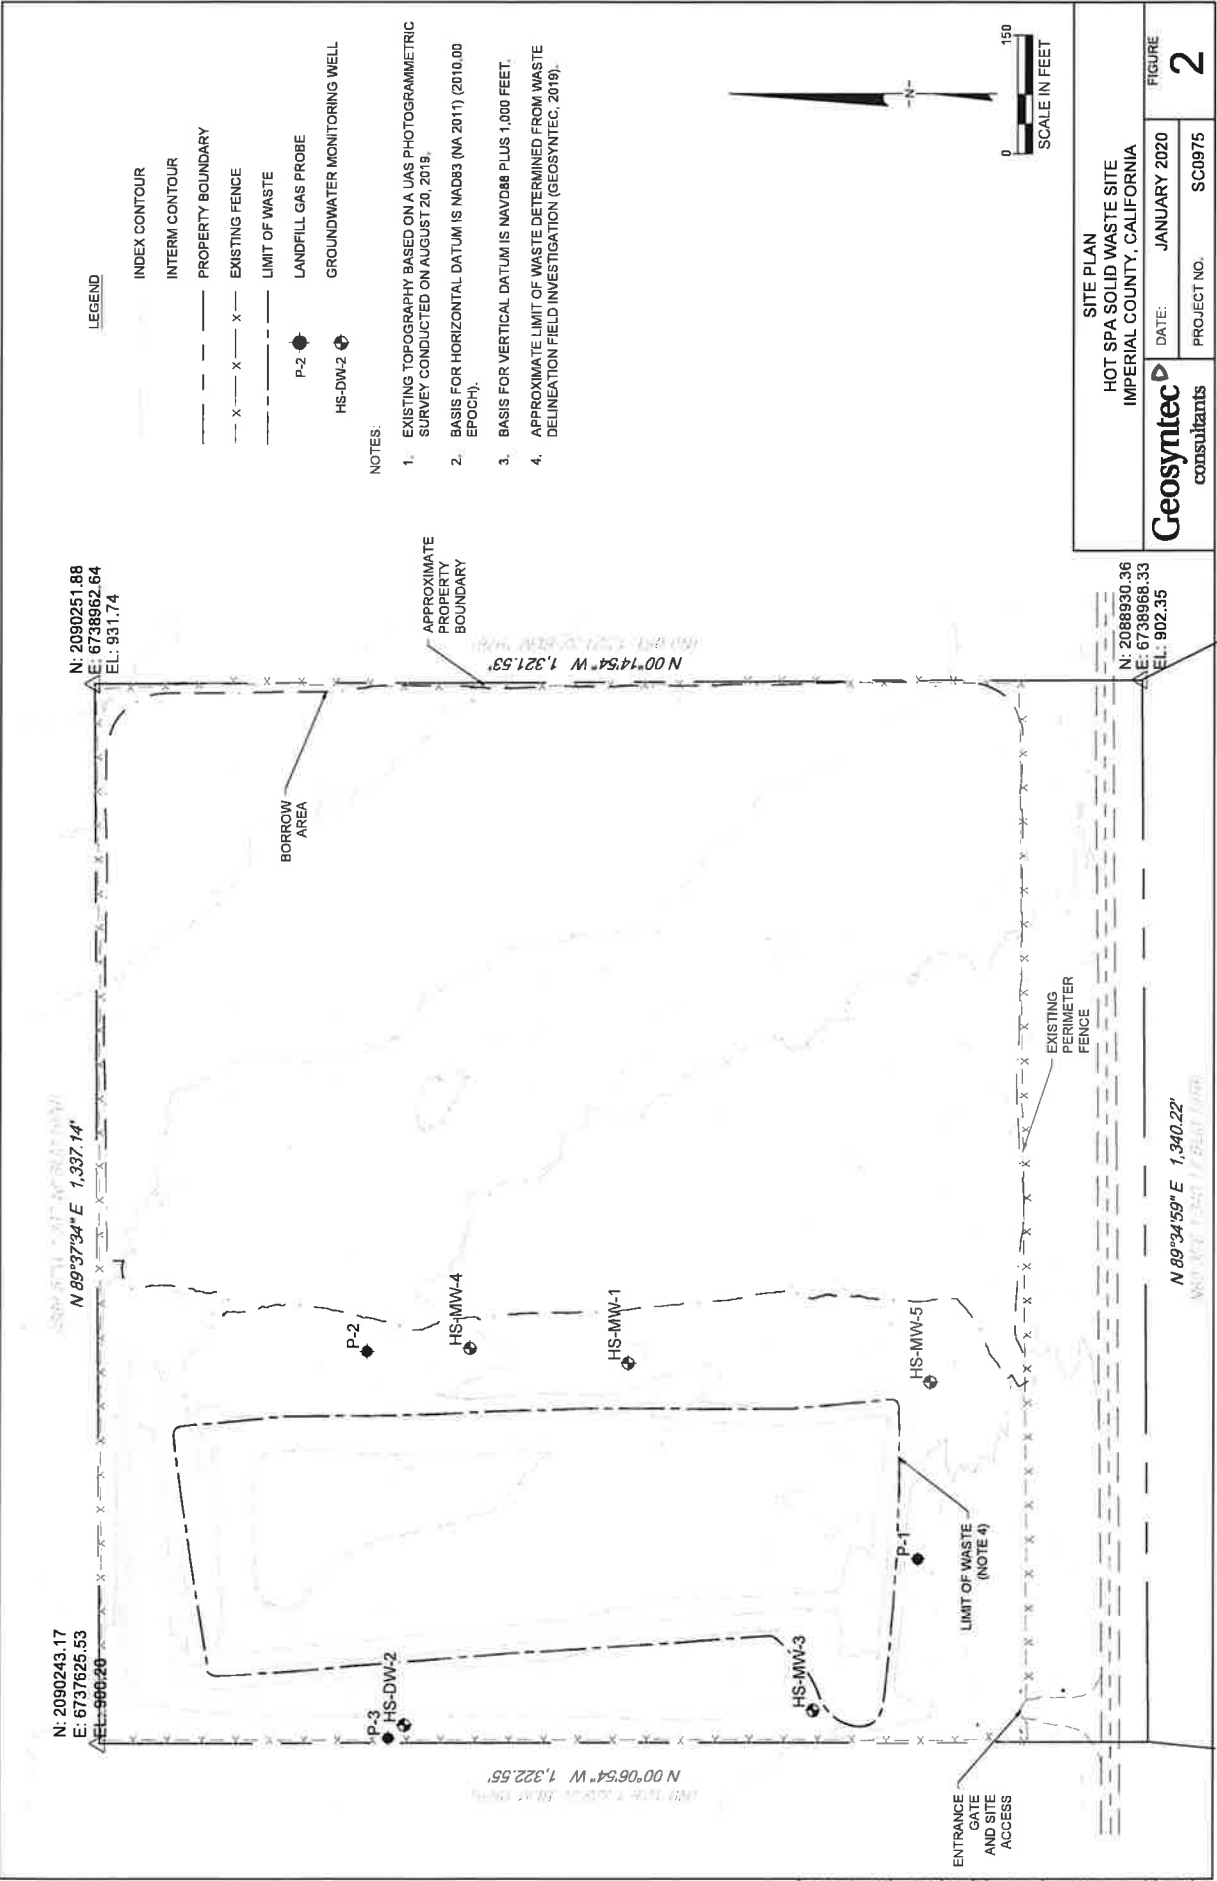 LEGEND
INDEX CONTOUR
INTERM CONTOUR
PROPERTY BOUNDARY
EXISTING FENCE
LIMIT OF WASTE
P-2
LANDFILL GAS PROBE
HS-DW-2
GROUNDWATER MONITORING WELL
NOTES:
1. EXISTING TOPOGRAPHY BASED ON A UAS PHOTOGRAMMETRIC
SURVEY CONDUCTED ON AUGUST 20, 2019.
2. BASIS FOR HORIZONTAL DATUM IS NAD83 (NA 2011) (2010.00
EPOCH).
3. BASIS FOR VERTICAL DATUM IS NAVD88 PLUS 1,000 FEET.
4. APPROXIMATE LIMIT OF WASTE DETERMINED FROM WASTE
DELINEATION FIELD INVESTIGATION (GEOSYNTEC, 2019).
-N-
0
150
SCALE IN FEET
N: 2090243.17
E: 6737625.53
EL: 900.20
N 89°37'34" E 1,337.14'
N: 2090251.88
E: 6738962.64
EL: 931.74
BORROW
AREA
APPROXIMATE
PROPERTY
BOUNDARY
N 00°14'54" W 1,321.53'
P-2
HS-MW-4
HS-MW-1
HS-MW-5
P-3
HS-DW-2
HS-MW-3
P-1
LIMIT OF WASTE
(NOTE 4)
N 00°06'54" W 1,322.55'
ENTRANCE
GATE
AND SITE
ACCESS
EXISTING
PERIMETER
FENCE
N 89°34'59" E 1,340.22'
N: 2088930.36
E: 6738968.33
EL: 902.35
SITE PLAN
HOT SPA SOLID WASTE SITE
IMPERIAL COUNTY, CALIFORNIA
Geosyntec
consultants
DATE: JANUARY 2020
PROJECT NO. SC0975
FIGURE
2